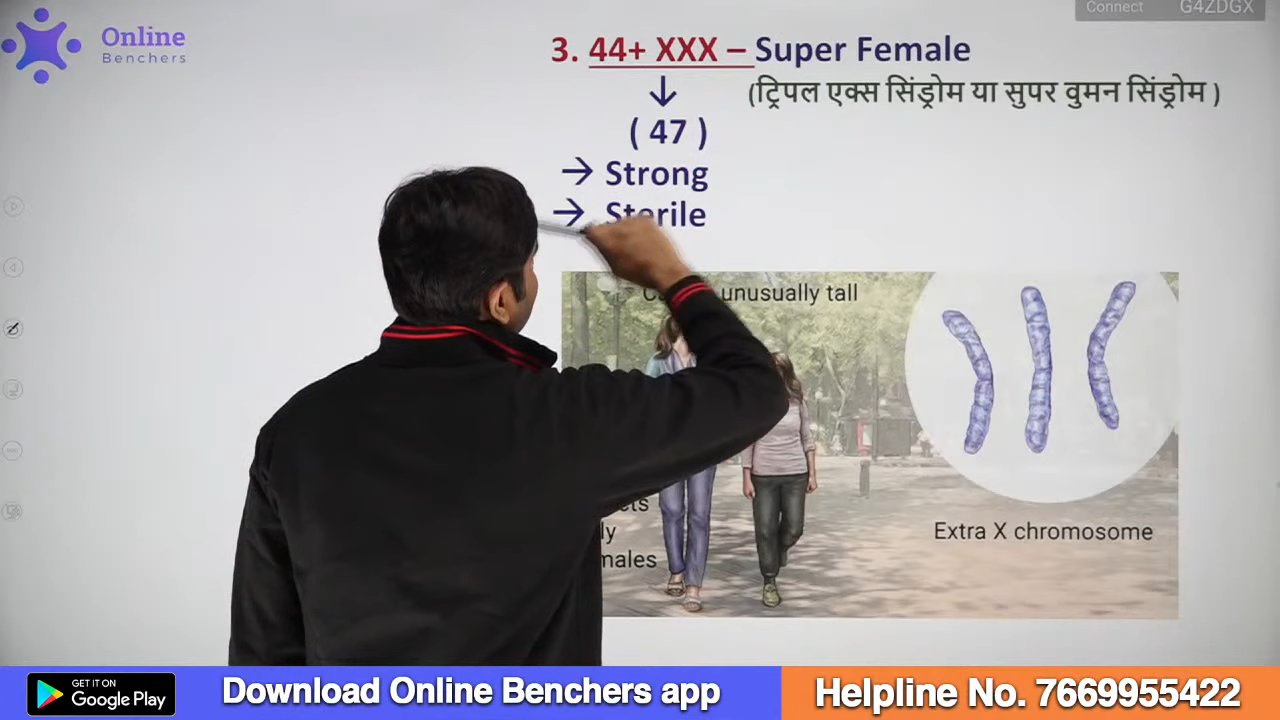 Connect G4ZDGX
Online
Benchers
3. 44+ XXX – Super Female
(ट्रिपल एक्स सिंड्रोम या सुपर वुमन सिंड्रोम )
( 47 )
→ Strong
→ Sterile
unusually tall
Extra X chromosome
males
GET IT ON
Google Play
Download Online Benchers app
Helpline No. 7669955422